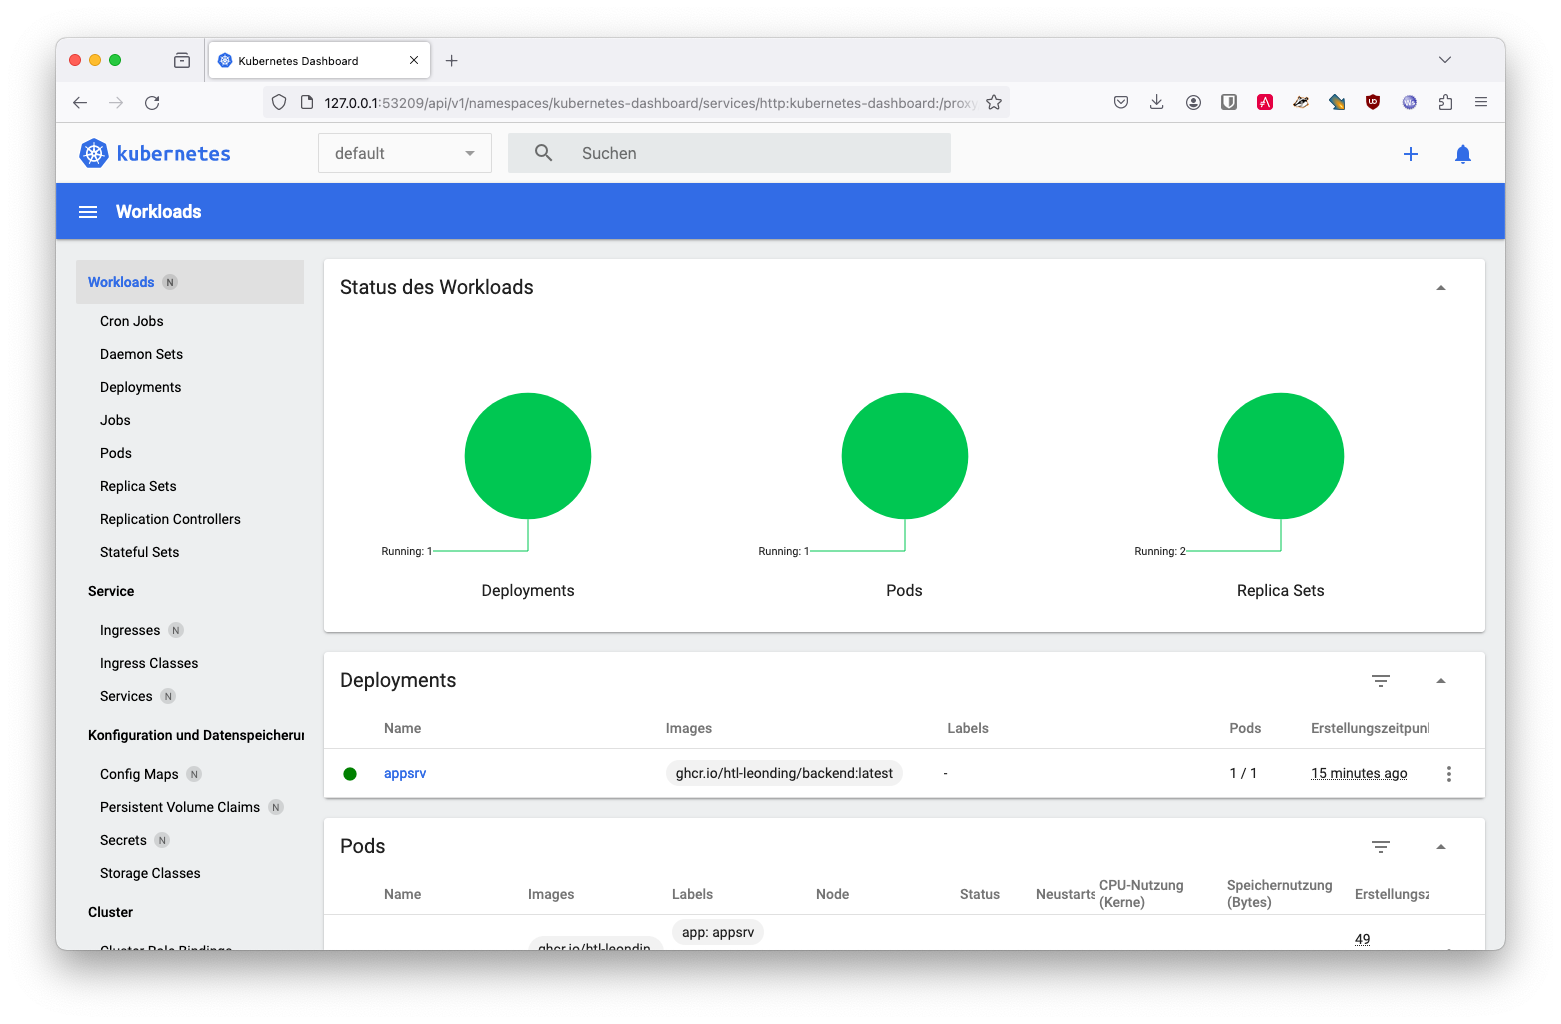 Kubernetes Dashboard
127.0.0.1:53209/api/v1/namespaces/kubernetes-dashboard/services/http:kubernetes-dashboard:/proxy
kubernetes
default
Suchen
Workloads
Workloads N
Cron Jobs
Daemon Sets
Deployments
Jobs
Pods
Replica Sets
Replication Controllers
Stateful Sets
Service
Ingresses N
Ingress Classes
Services N
Konfiguration und Datenspeicherun
Config Maps N
Persistent Volume Claims N
Secrets N
Storage Classes
Cluster
Cluster Role Bindings
Status des Workloads
Running: 1
Deployments
Running: 1
Pods
Running: 2
Replica Sets
Deployments
Name Images Labels Pods Erstellungszeitpunl
appsrv ghcr.io/htl-leonding/backend:latest - 1 / 1 15 minutes ago
Pods
Name Images Labels Node Status Neustarts CPU-Nutzung (Kerne) Speichernutzung (Bytes) Erstellungsz
app: appsrv
ghcr.io/htl-leondin
49